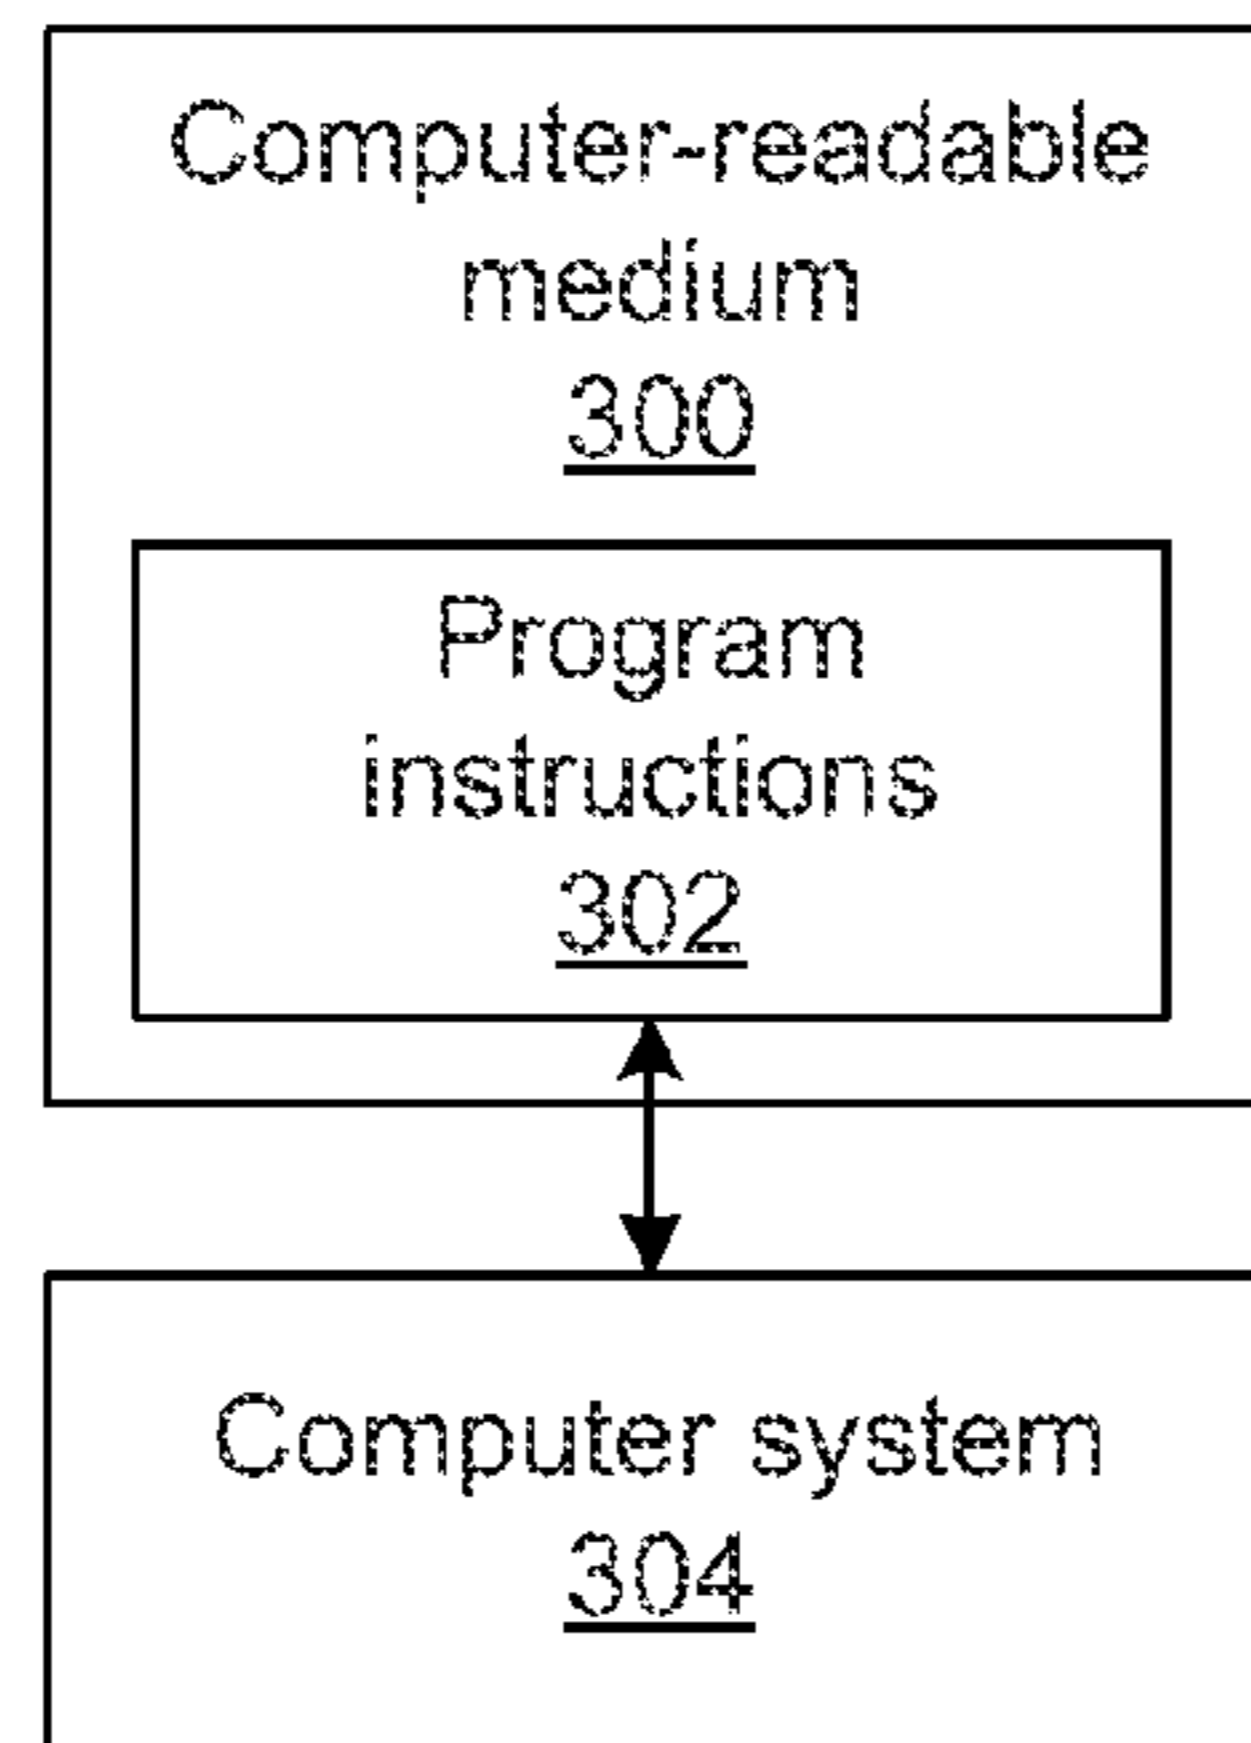 Computer-readable
medium
300
Program
instructions
302
Computer system
304